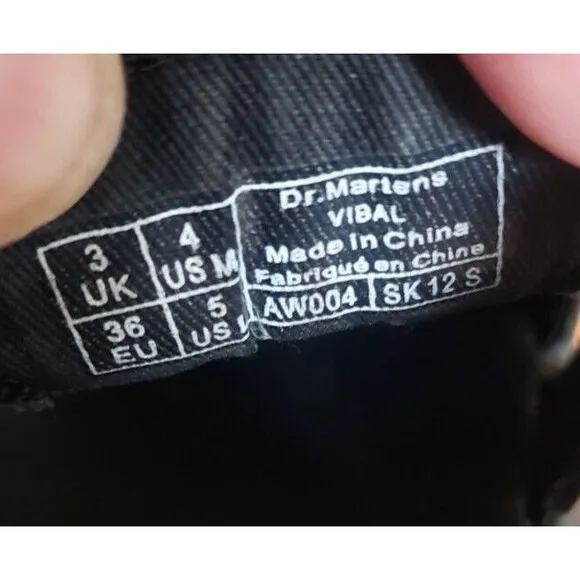 3 UK
4 US M
36 EU
5 US
Dr.Martens
VIBAL
Made in China
Fabriqué en Chine
AW004 SK 12 S